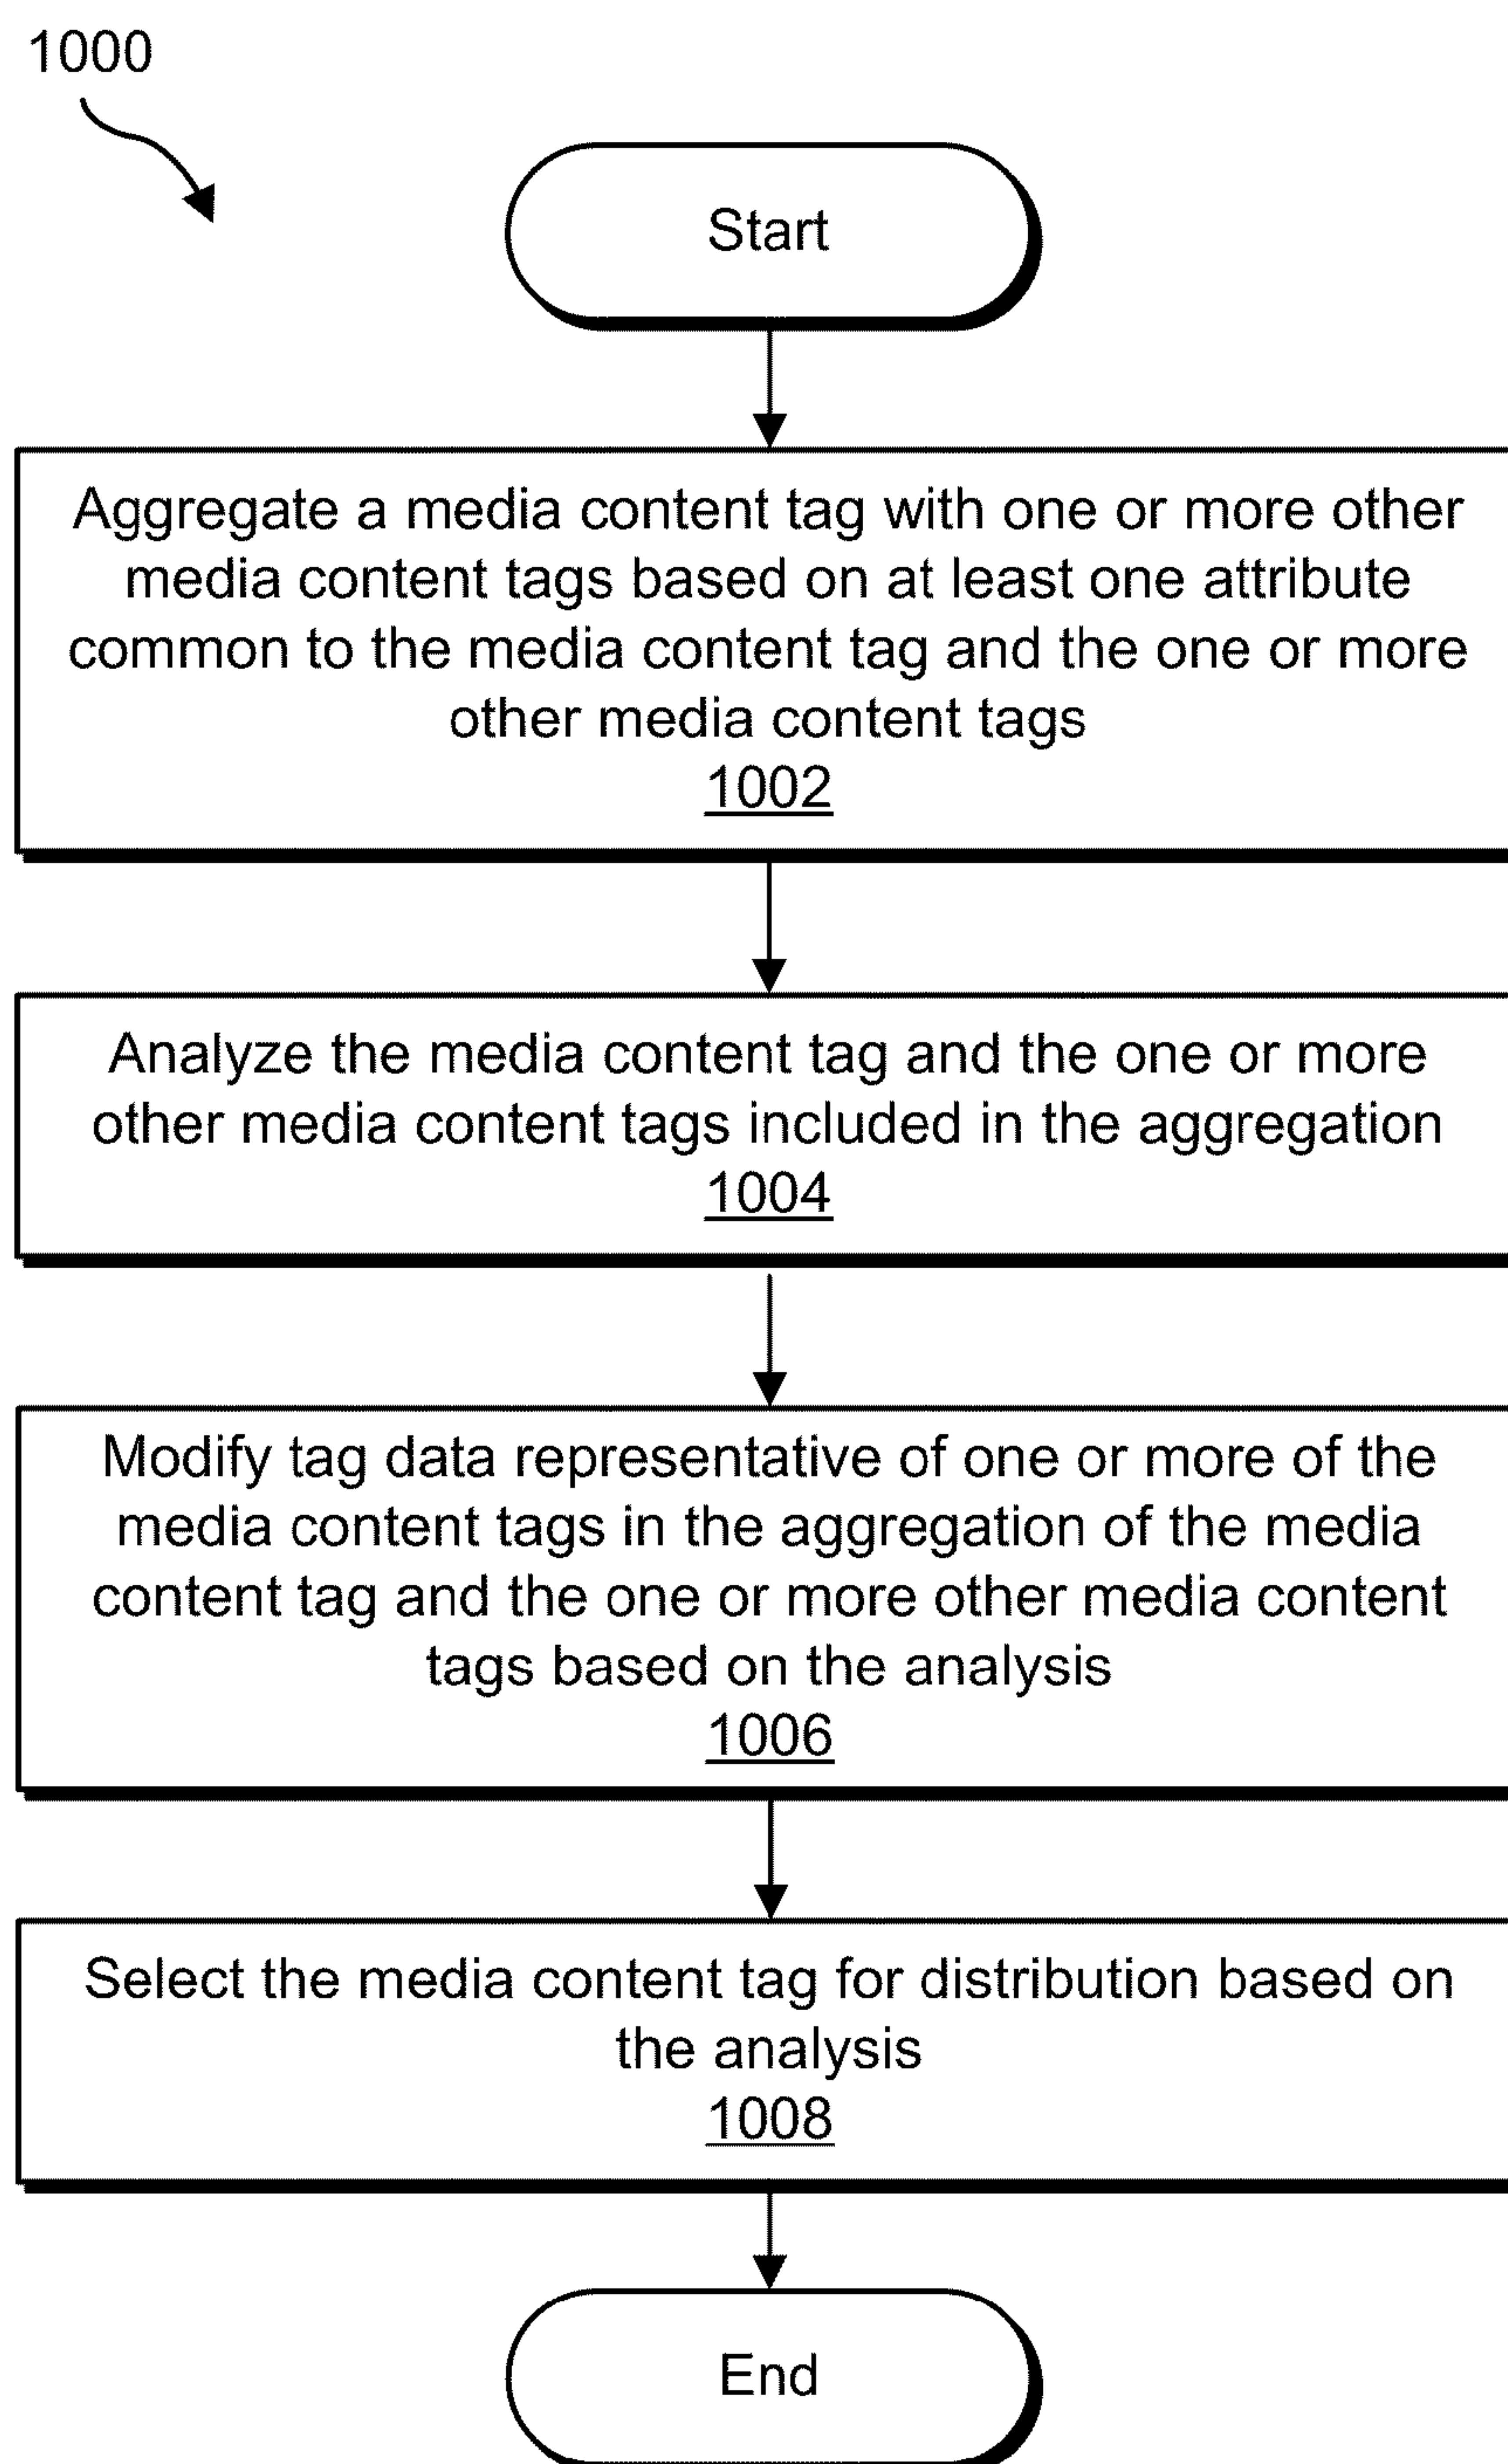 1000
Start
Aggregate a media content tag with one or more other
media content tags based on at least one attribute
common to the media content tag and the one or more
other media content tags
1002
Analyze the media content tag and the one or more
other media content tags included in the aggregation
1004
Modify tag data representative of one or more of the
media content tags in the aggregation of the media
content tag and the one or more other media content
tags based on the analysis
1006
Select the media content tag for distribution based on
the analysis
1008
End